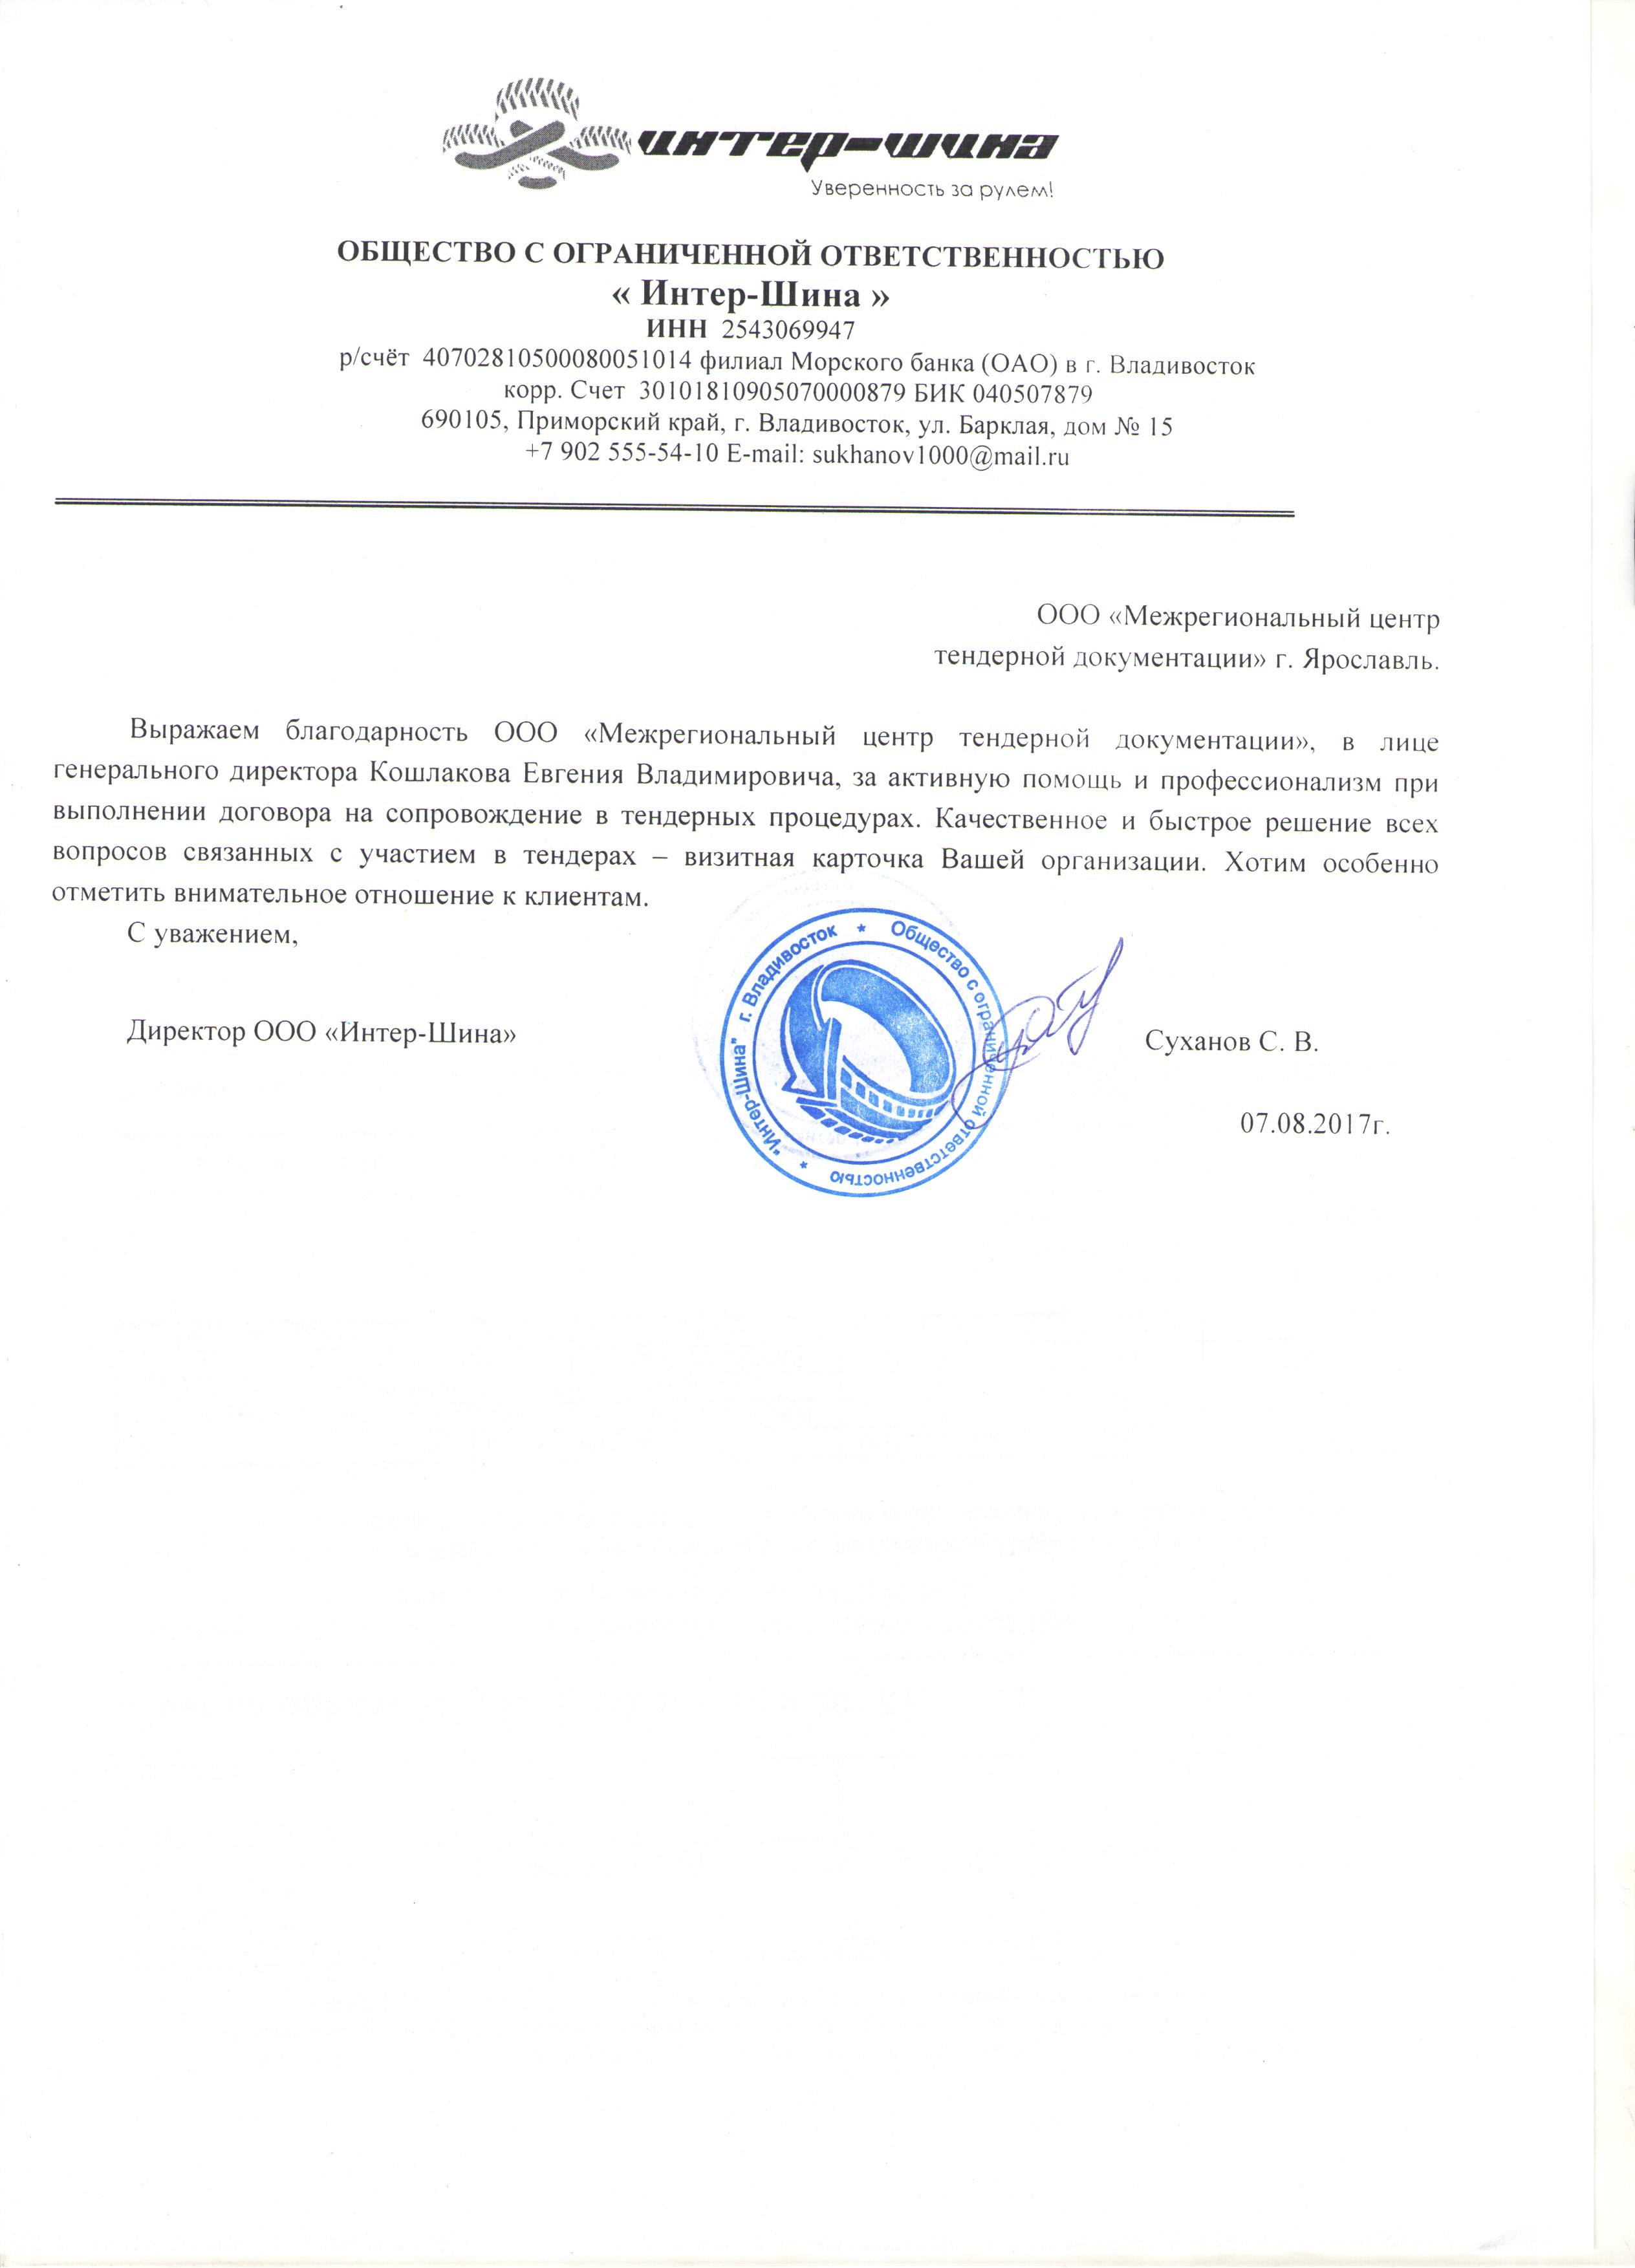 интер-шина
Уверенность за рулем!
ОБЩЕСТВО С ОГРАНИЧЕННОЙ ОТВЕТСТВЕННОСТЬЮ
« Интер-Шина »
ИНН 2543069947
р/счёт 40702810500080051014 филиал Морского банка (ОАО) в г. Владивосток
корр. Счет 30101810905070000879 БИК 040507879
690105, Приморский край, г. Владивосток, ул. Барклая, дом № 15
+7 902 555-54-10 E-mail: sukhanov1000@mail.ru
ООО «Межрегиональный центр
тендерной документации» г. Ярославль.
Выражаем благодарность ООО «Межрегиональный центр тендерной документации», в лице
генерального директора Кошлакова Евгения Владимировича, за активную помощь и профессионализм при
выполнении договора на сопровождение в тендерных процедурах. Качественное и быстрое решение всех
вопросов связанных с участием в тендерах – визитная карточка Вашей организации. Хотим особенно
отметить внимательное отношение к клиентам.
С уважением,
Директор ООО «Интер-Шина»
Суханов С. В.
07.08.2017г.
* Общество с ограниченной ответственностью * "Интер-Шина" г. Владивосток